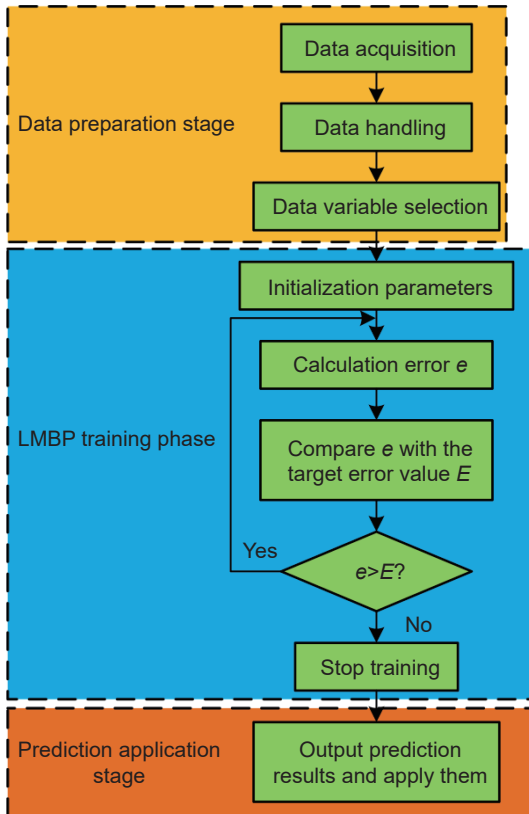 Data acquisition
Data preparation stage
Data handling
Data variable selection
Initialization parameters
Calculation error e
LMBP training phase
Compare e with the
target error value E
Yes
e>E?
No
Stop training
Prediction application
stage
Output prediction
results and apply them